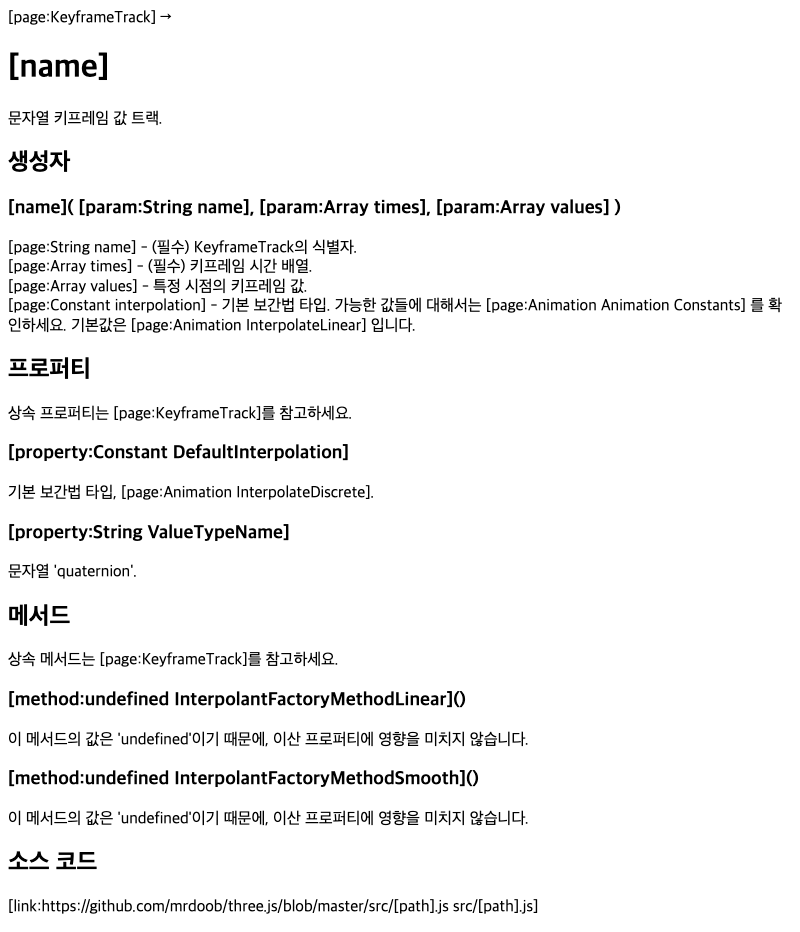 [page:KeyframeTrack] →
[name]
문자열 키프레임 값 트랙.
생성자
[name]( [param:String name], [param:Array times], [param:Array values] )
[page:String name] - (필수) KeyframeTrack의 식별자.
[page:Array times] - (필수) 키프레임 시간 배열.
[page:Array values] - 특정 시점의 키프레임 값.
[page:Constant interpolation] - 기본 보간법 타입. 가능한 값들에 대해서는 [page:Animation Animation Constants] 를 확
인하세요. 기본값은 [page:Animation InterpolateLinear] 입니다.
프로퍼티
상속 프로퍼티는 [page:KeyframeTrack]를 참고하세요.
[property:Constant DefaultInterpolation]
기본 보간법 타입, [page:Animation InterpolateDiscrete].
[property:String ValueTypeName]
문자열 'quaternion'.
메서드
상속 메서드는 [page:KeyframeTrack]를 참고하세요.
[method:undefined InterpolantFactoryMethodLinear]()
이 메서드의 값은 'undefined'이기 때문에, 이산 프로퍼티에 영향을 미치지 않습니다.
[method:undefined InterpolantFactoryMethodSmooth]()
이 메서드의 값은 'undefined'이기 때문에, 이산 프로퍼티에 영향을 미치지 않습니다.
소스 코드
[link:https://github.com/mrdoob/three.js/blob/master/src/[path].js src/[path].js]